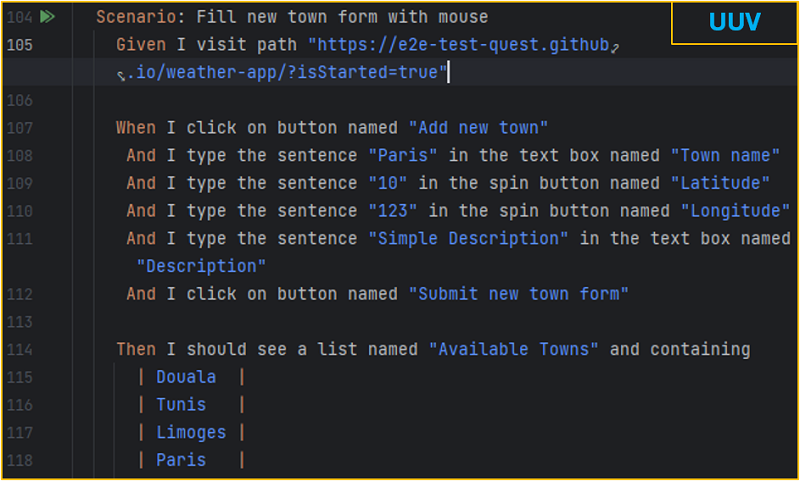 UUV
104 Scenario: Fill new town form with mouse
105 Given I visit path "https://e2e-test-quest.github
.io/weather-app/?isStarted=true"
106
107 When I click on button named "Add new town"
108 And I type the sentence "Paris" in the text box named "Town name"
109 And I type the sentence "10" in the spin button named "Latitude"
110 And I type the sentence "123" in the spin button named "Longitude"
111 And I type the sentence "Simple Description" in the text box named
"Description"
112 And I click on button named "Submit new town form"
113
114 Then I should see a list named "Available Towns" and containing
115 | Douala |
116 | Tunis |
117 | Limoges |
118 | Paris |